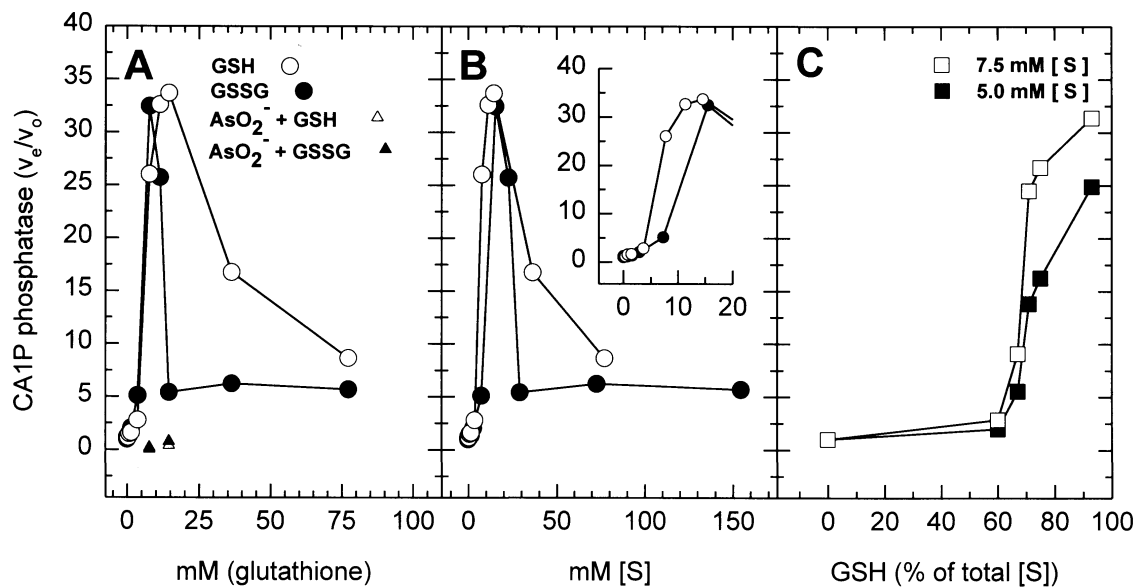 A
GSH
GSSG
AsO₂⁻ + GSH
AsO₂⁻ + GSSG
B
C
7.5 mM [ S ]
5.0 mM [ S ]
CA1P phosphatase (vₑ/vₒ)
40
35
30
25
20
15
10
5
0
40
30
20
10
0
0 10 20
0 25 50 75 100
0 50 100 150
0 20 40 60 80 100
mM (glutathione)
mM [S]
GSH (% of total [S])